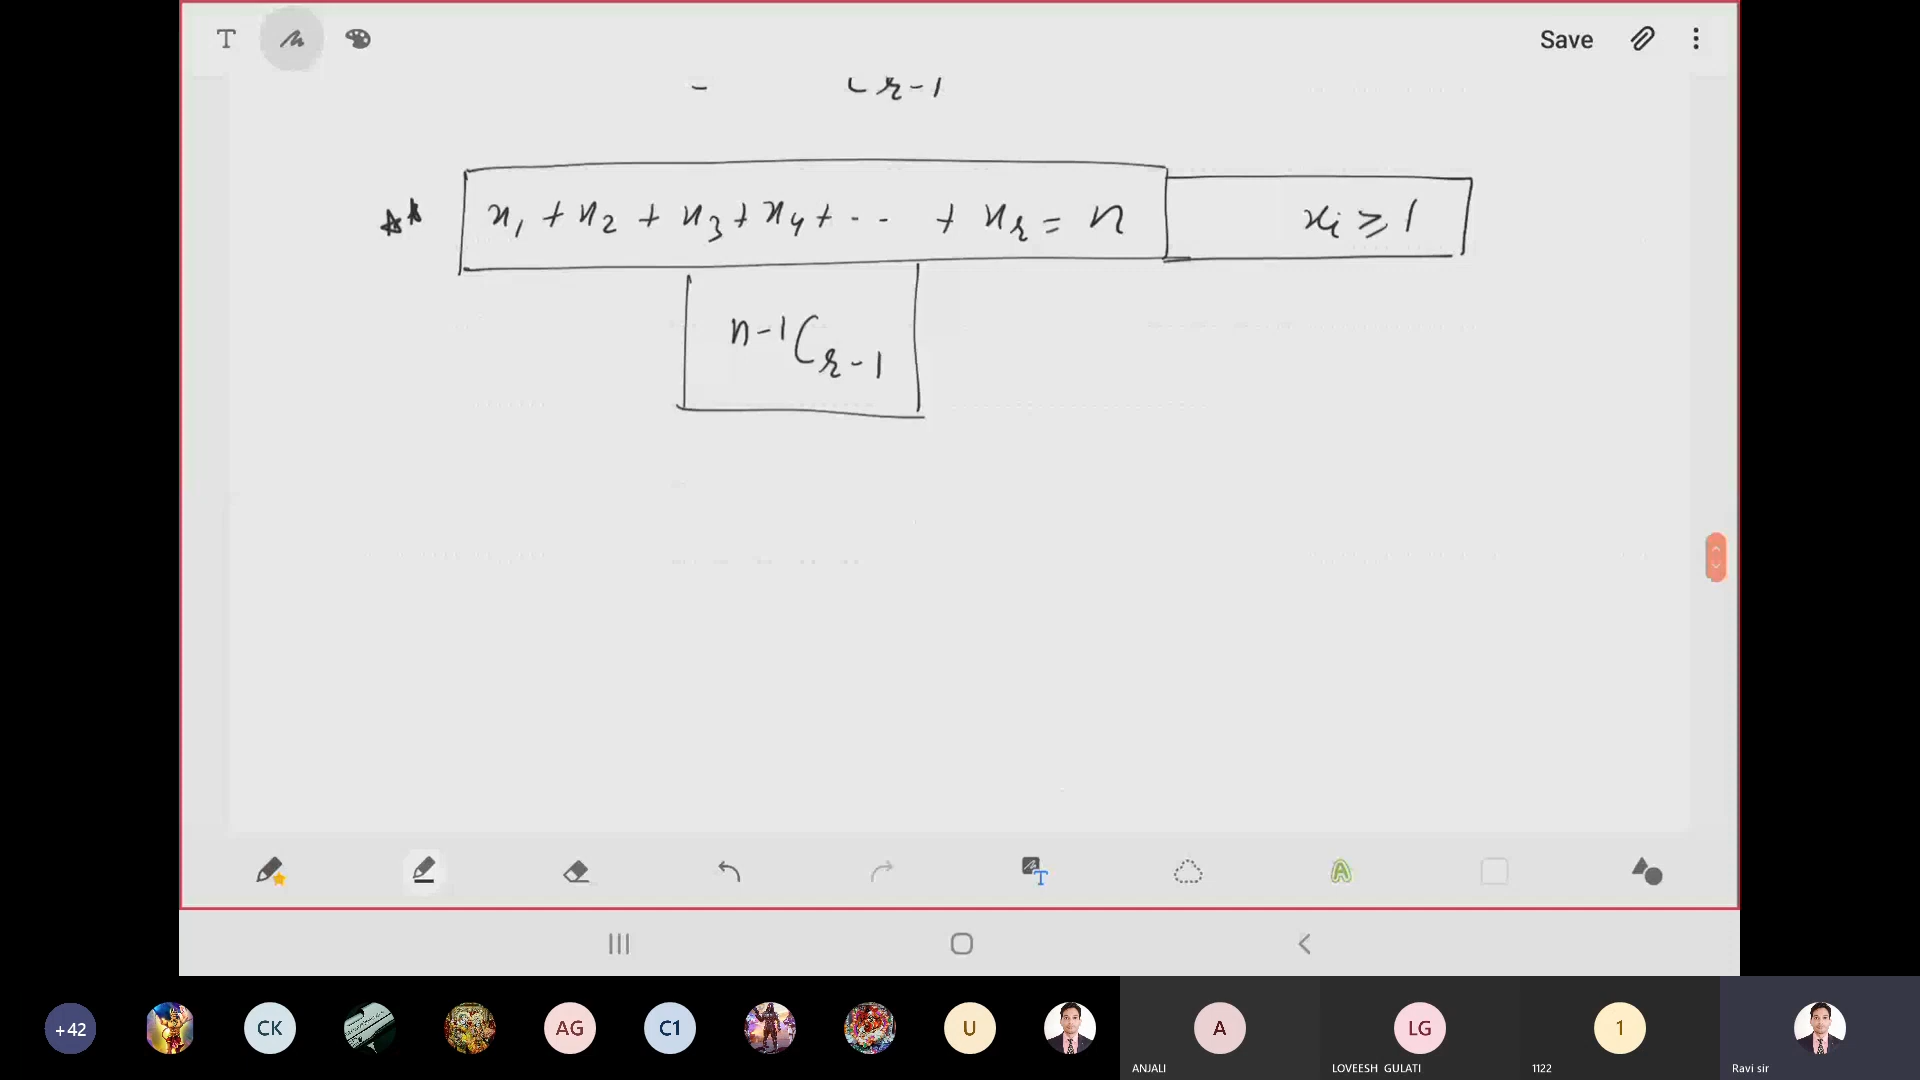 T Save
C r-1
x1 + x2 + x3 + x4 + -- + xr = n xi ≥ 1
n-1Cr-1
T A
+42 CK AG C1 U A LG 1
ANJALI LOVEESH GULATI 1122 Ravi sir